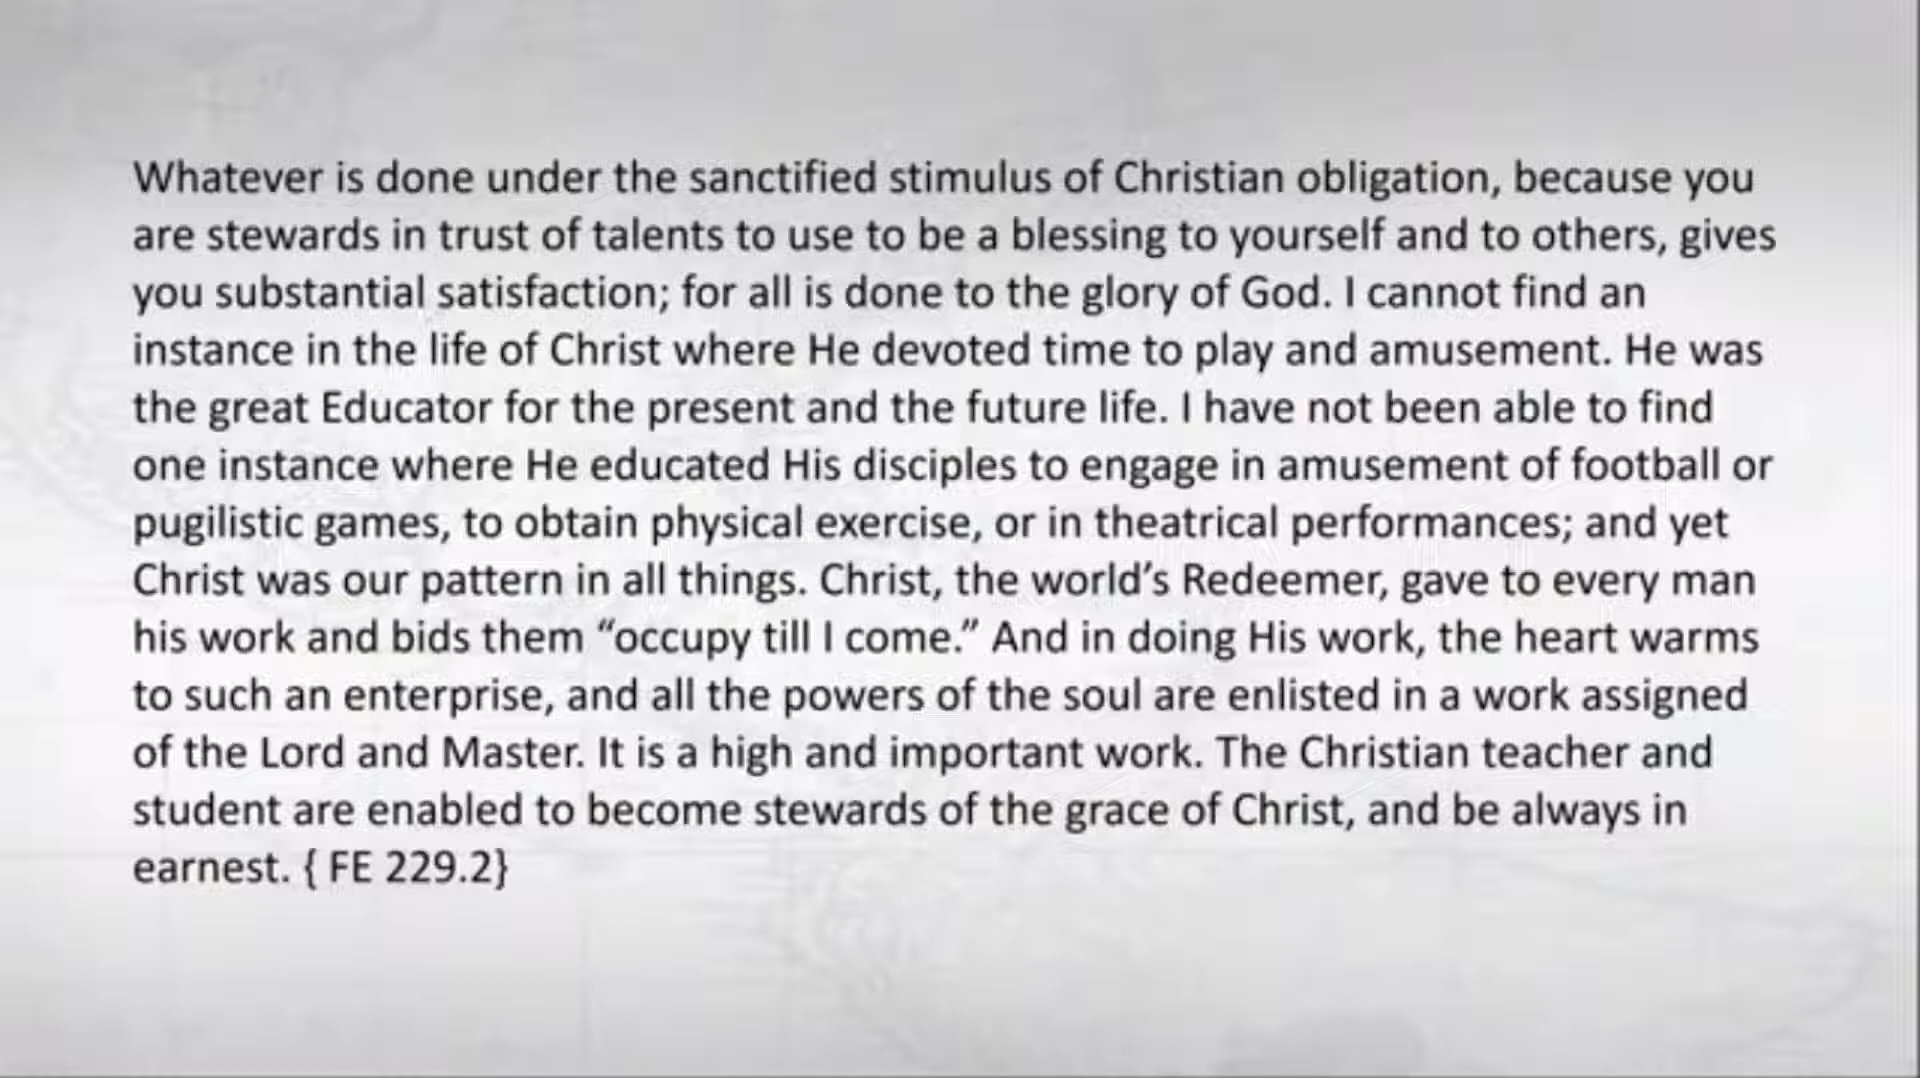 Whatever is done under the sanctified stimulus of Christian obligation, because you
are stewards in trust of talents to use to be a blessing to yourself and to others, gives
you substantial satisfaction; for all is done to the glory of God. I cannot find an
instance in the life of Christ where He devoted time to play and amusement. He was
the great Educator for the present and the future life. I have not been able to find
one instance where He educated His disciples to engage in amusement of football or
pugilistic games, to obtain physical exercise, or in theatrical performances; and yet
Christ was our pattern in all things. Christ, the world’s Redeemer, gave to every man
his work and bids them “occupy till I come.” And in doing His work, the heart warms
to such an enterprise, and all the powers of the soul are enlisted in a work assigned
of the Lord and Master. It is a high and important work. The Christian teacher and
student are enabled to become stewards of the grace of Christ, and be always in
earnest. { FE 229.2}